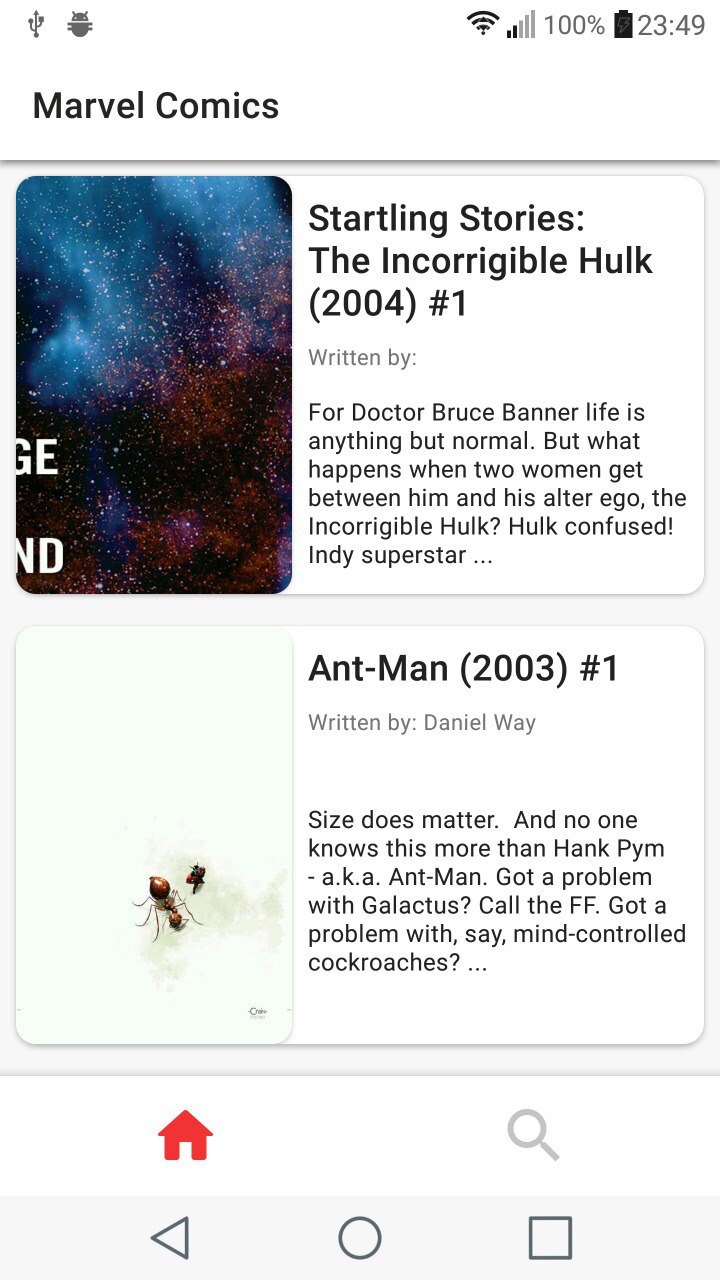 100% 23:49
Marvel Comics
GE
ND
Startling Stories:
The Incorrigible Hulk
(2004) #1
Written by:
For Doctor Bruce Banner life is
anything but normal. But what
happens when two women get
between him and his alter ego, the
Incorrigible Hulk? Hulk confused!
Indy superstar ...
Ant-Man (2003) #1
Written by: Daniel Way
Size does matter.  And no one
knows this more than Hank Pym
- a.k.a. Ant-Man. Got a problem
with Galactus? Call the FF. Got a
problem with, say, mind-controlled
cockroaches? ...